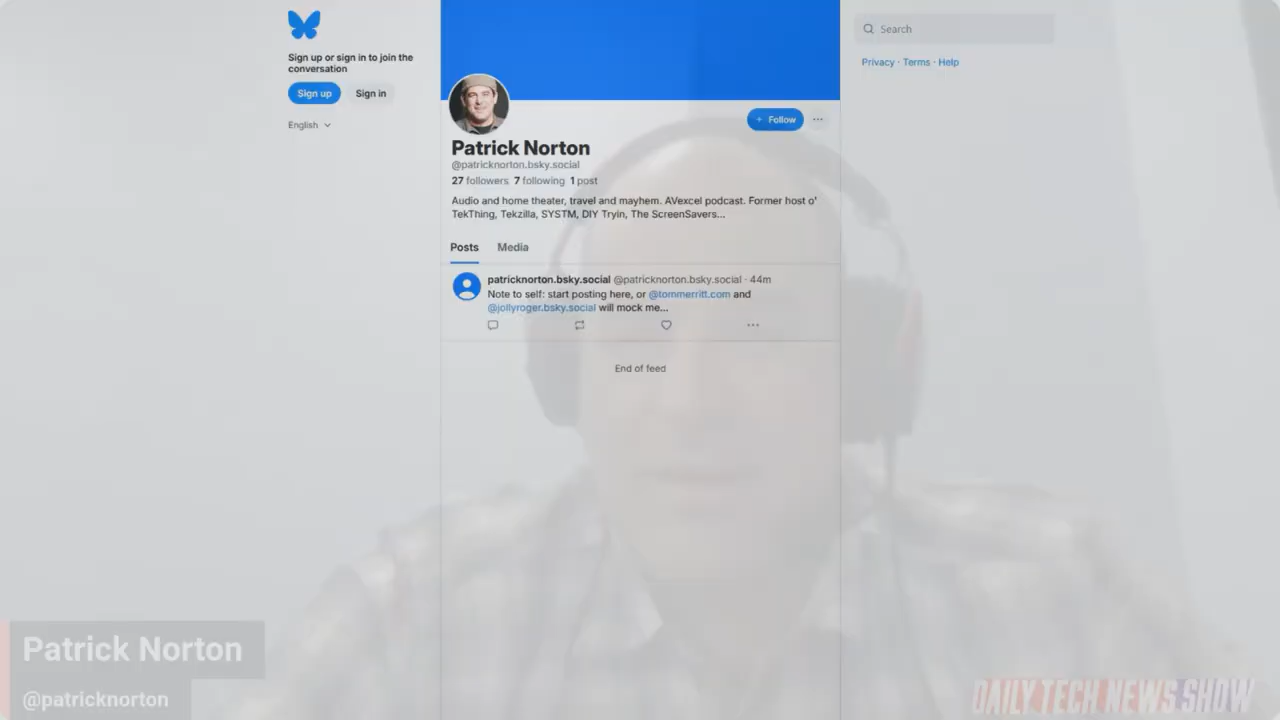 Sign up or sign in to join the
conversation
Sign up
Sign in
English
Search
Privacy · Terms · Help
+ Follow
Patrick Norton
@patricknorton.bsky.social
27 followers 7 following 1 post
Audio and home theater, travel and mayhem. AVexcel podcast. Former host o'
TekThing, Tekzilla, SYSTM, DIY Tryin, The ScreenSavers...
Posts
Media
patricknorton.bsky.social @patricknorton.bsky.social · 44m
Note to self: start posting here, or @tommerritt.com and
@jollyroger.bsky.social will mock me...
End of feed
Patrick Norton
@patricknorton
DAILY TECH NEWS SHOW